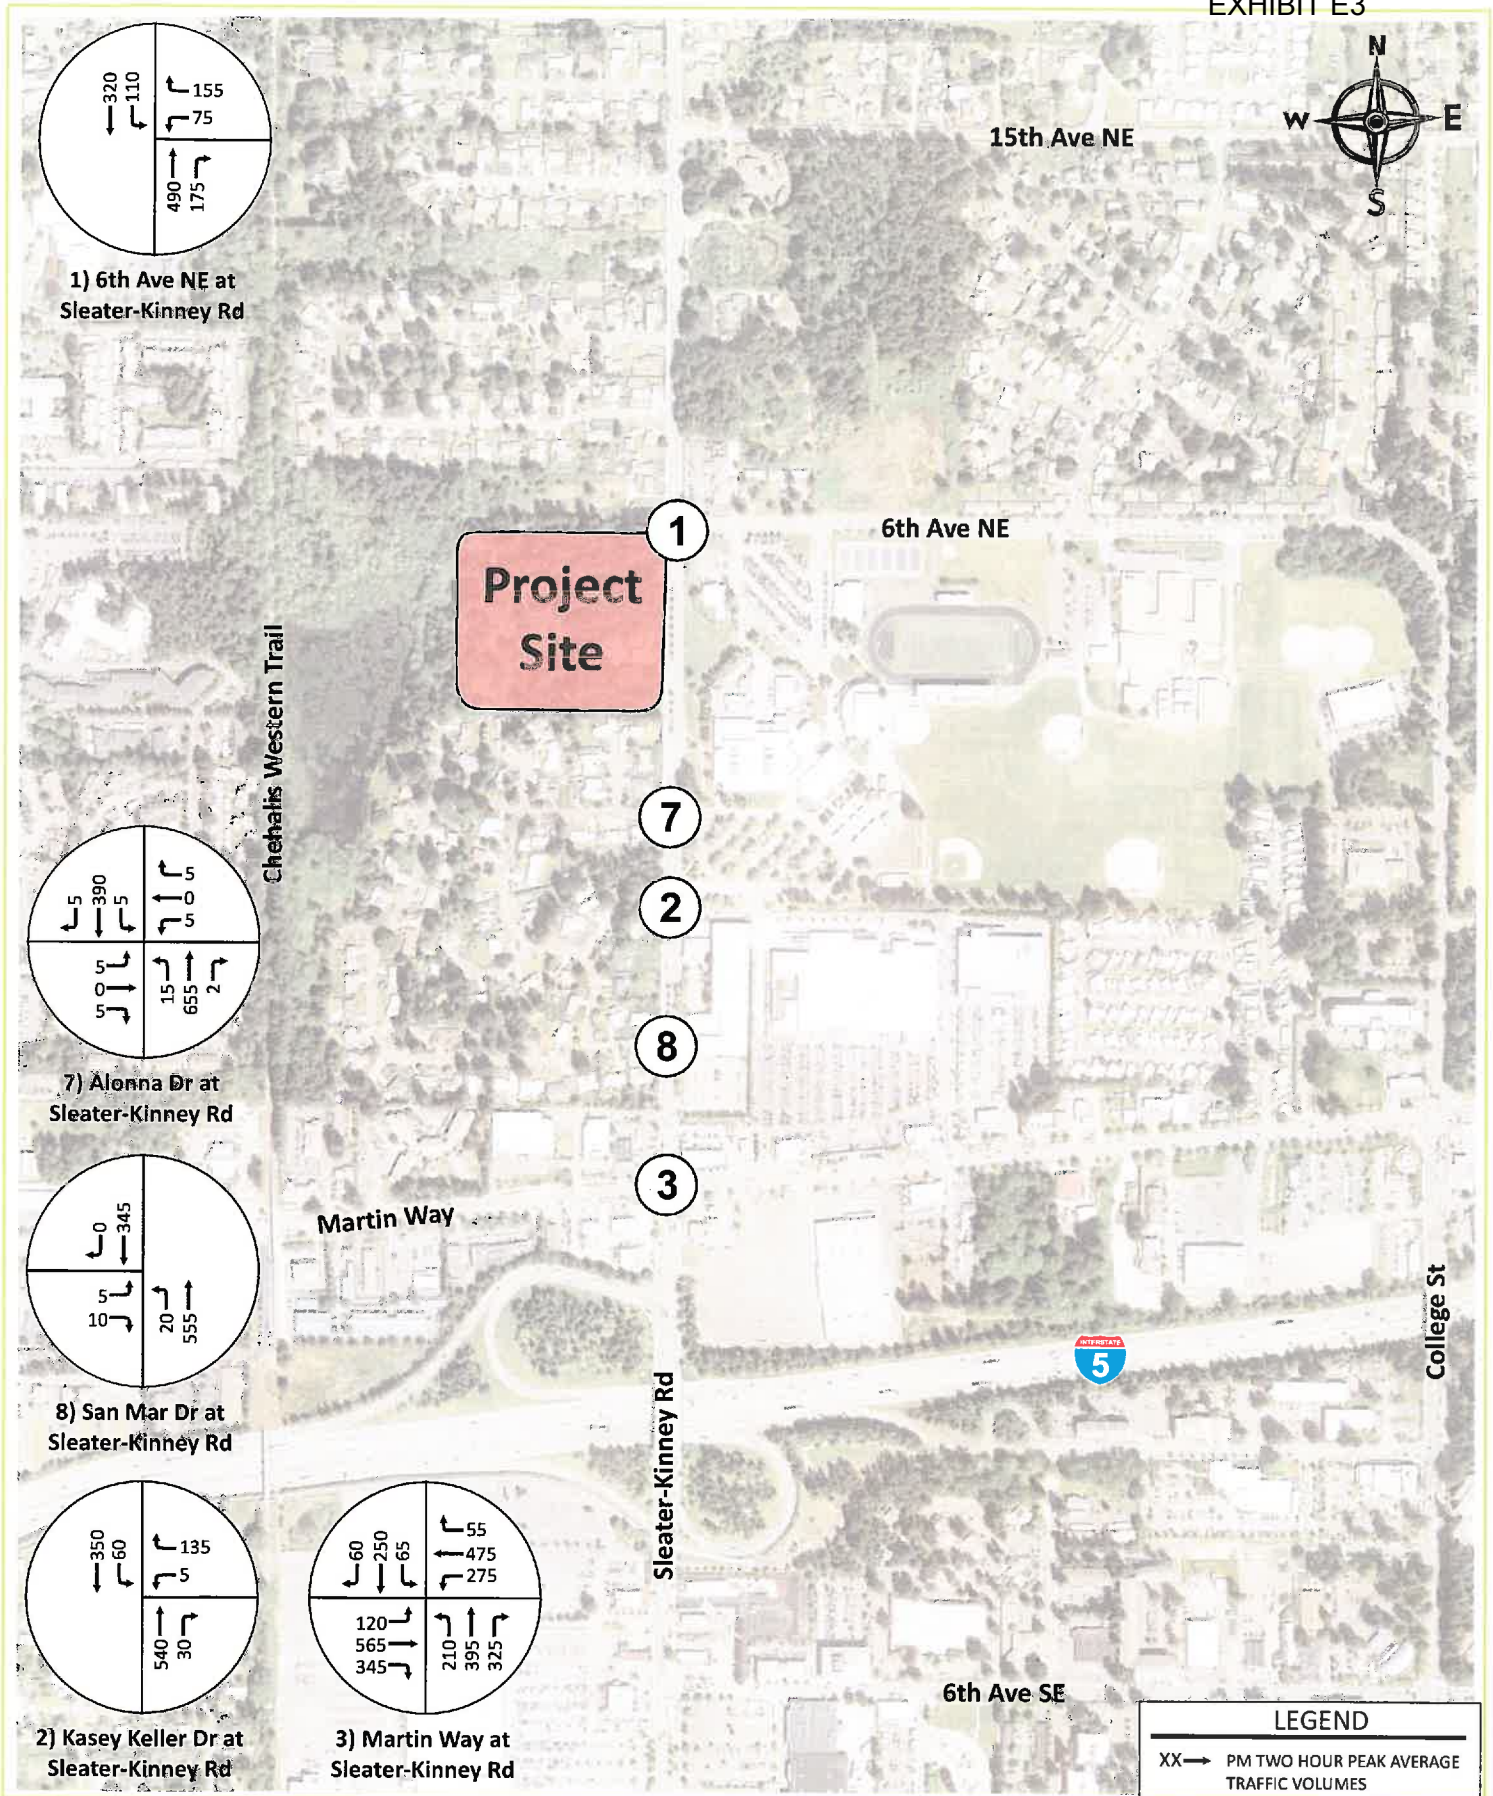 EXHIBIT E3
N
W
E
S
320
110
155
75
490
175
1) 6th Ave NE at
Sleater-Kinney Rd
15th Ave NE
1
6th Ave NE
Project
Site
Chehalis Western Trail
7
2
8
3
5
390
5
5
0
5
5
0
5
15
655
2
7) Alonna Dr at
Sleater-Kinney Rd
0
345
5
10
20
555
8) San Mar Dr at
Sleater-Kinney Rd
Martin Way
INTERSTATE
5
College St
Sleater-Kinney Rd
350
60
135
5
540
30
2) Kasey Keller Dr at
Sleater-Kinney Rd
60
250
65
55
475
275
120
565
345
210
395
325
3) Martin Way at
Sleater-Kinney Rd
6th Ave SE
LEGEND
XX PM TWO HOUR PEAK AVERAGE
TRAFFIC VOLUMES